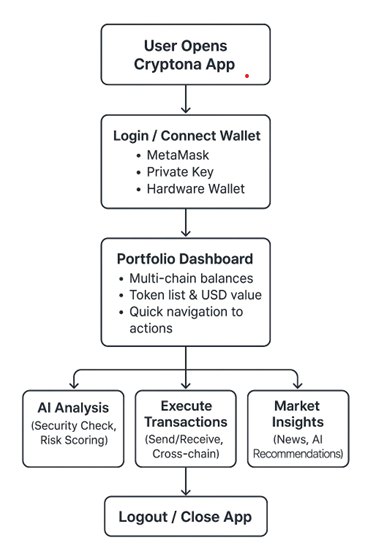 User Opens
Cryptona App
Login / Connect Wallet
• MetaMask
• Private Key
• Hardware Wallet
Portfolio Dashboard
• Multi-chain balances
• Token list & USD value
• Quick navigation to
actions
AI Analysis
(Security Check,
Risk Scoring)
Execute
Transactions
(Send/Receive,
Cross-chain)
Market
Insights
(News, AI
Recommendations)
Logout / Close App